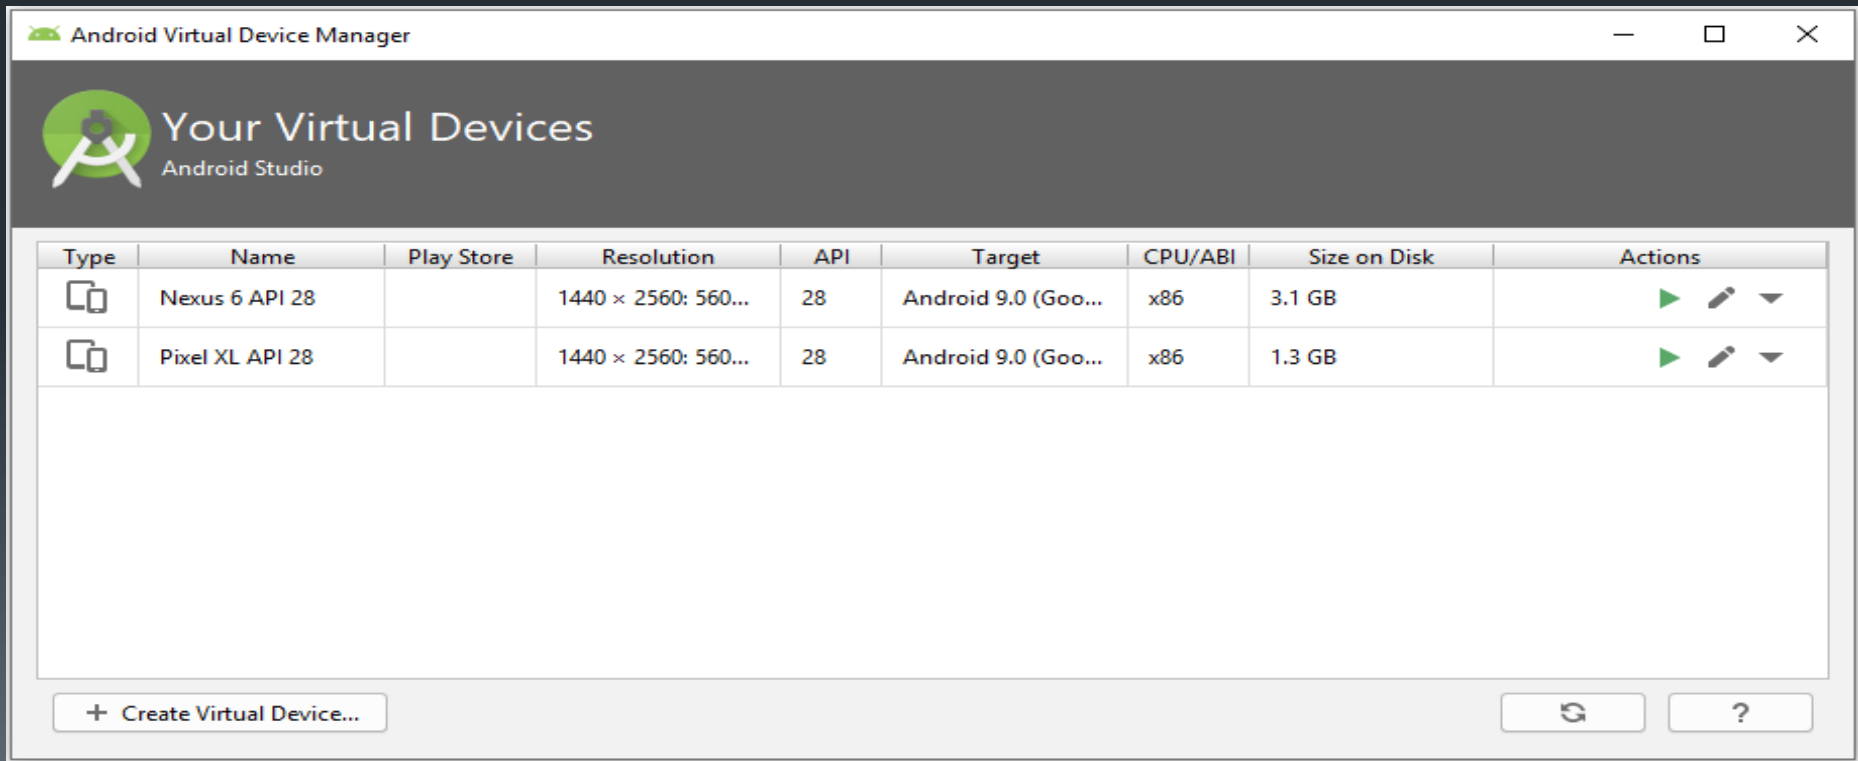 Android Virtual Device Manager
Your Virtual Devices
Android Studio
Type Name Play Store Resolution API Target CPU/ABI Size on Disk Actions
Nexus 6 API 28 1440 × 2560: 560... 28 Android 9.0 (Goo... x86 3.1 GB
Pixel XL API 28 1440 × 2560: 560... 28 Android 9.0 (Goo... x86 1.3 GB
+ Create Virtual Device... ?